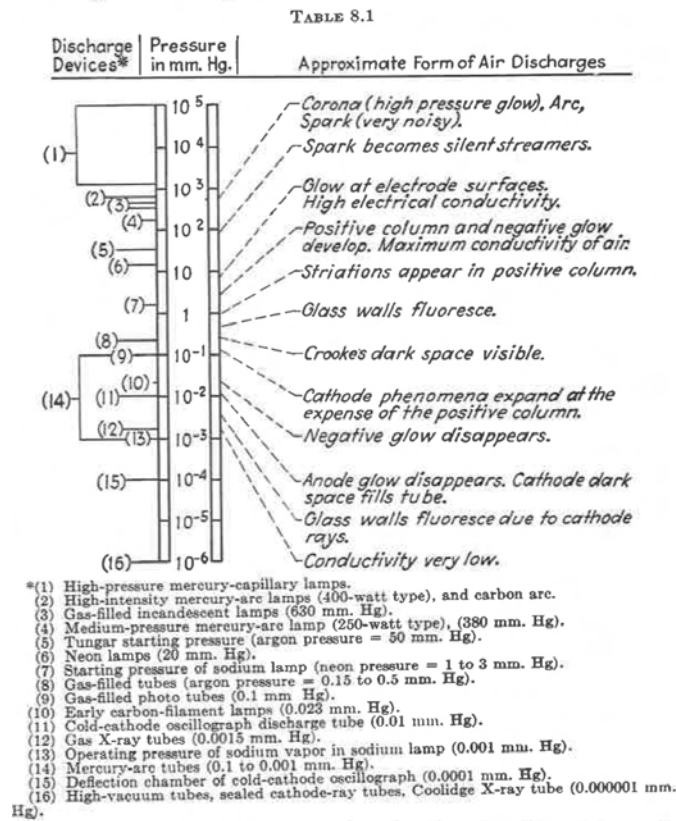 TABLE 8.1
Discharge Devices* Pressure in mm. Hg. Approximate Form of Air Discharges
10⁵
10⁴
10³
10²
10
1
10⁻¹
10⁻²
10⁻³
10⁻⁴
10⁻⁵
10⁻⁶
(1)
(2)
(3)
(4)
(5)
(6)
(7)
(8)
(9)
(10)
(11)
(12)
(13)
(14)
(15)
(16)
Corona (high pressure glow), Arc,
Spark (very noisy).
Spark becomes silent streamers.
Glow at electrode surfaces.
High electrical conductivity.
Positive column and negative glow
develop. Maximum conductivity of air.
Striations appear in positive column.
Glass walls fluoresce.
Crooke's dark space visible.
Cathode phenomena expand at the
expense of the positive column.
Negative glow disappears.
Anode glow disappears. Cathode dark
space fills tube.
Glass walls fluoresce due to cathode
rays.
Conductivity very low.
*(1) High-pressure mercury-capillary lamps.
(2) High-intensity mercury-arc lamps (400-watt type), and carbon arc.
(3) Gas-filled incandescent lamps (630 mm. Hg).
(4) Medium-pressure mercury-arc lamp (250-watt type), (380 mm. Hg).
(5) Tungar starting pressure (argon pressure = 50 mm. Hg).
(6) Neon lamps (20 mm. Hg).
(7) Starting pressure of sodium lamp (neon pressure = 1 to 3 mm. Hg).
(8) Gas-filled tubes (argon pressure = 0.15 to 0.5 mm. Hg).
(9) Gas-filled photo tubes (0.1 mm Hg).
(10) Early carbon-filament lamps (0.023 mm. Hg).
(11) Cold-cathode oscillograph discharge tube (0.01 mm. Hg).
(12) Gas X-ray tubes (0.0015 mm. Hg).
(13) Operating pressure of sodium vapor in sodium lamp (0.001 mm. Hg).
(14) Mercury-arc tubes (0.1 to 0.001 mm. Hg).
(15) Deflection chamber of cold-cathode oscillograph (0.0001 mm. Hg).
(16) High-vacuum tubes, sealed cathode-ray tubes, Coolidge X-ray tube (0.000001 mm.
Hg).